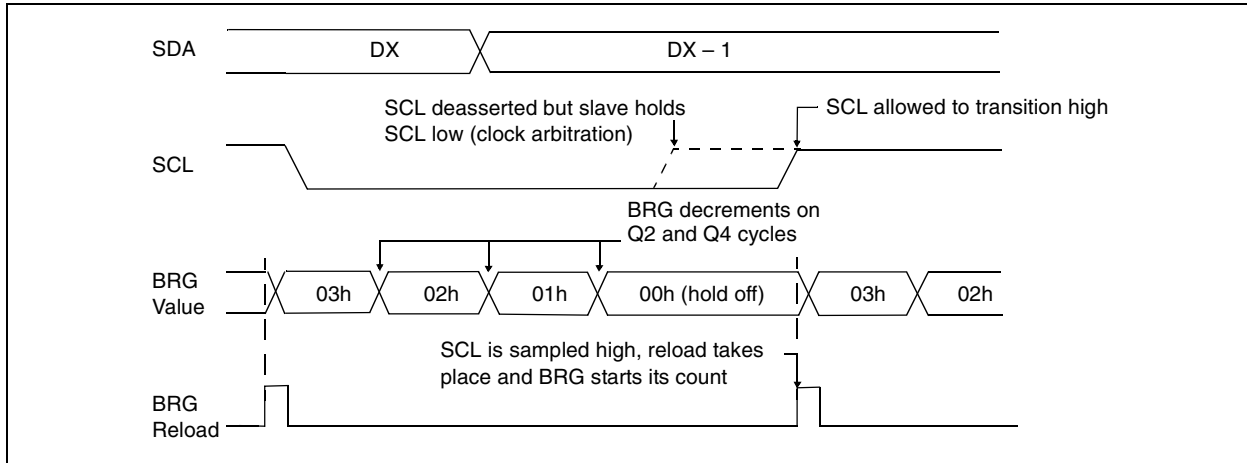 SDA
DX
DX – 1
SCL deasserted but slave holds
SCL low (clock arbitration)
SCL allowed to transition high
SCL
BRG decrements on
Q2 and Q4 cycles
BRG
Value
03h
02h
01h
00h (hold off)
03h
02h
SCL is sampled high, reload takes
place and BRG starts its count
BRG
Reload